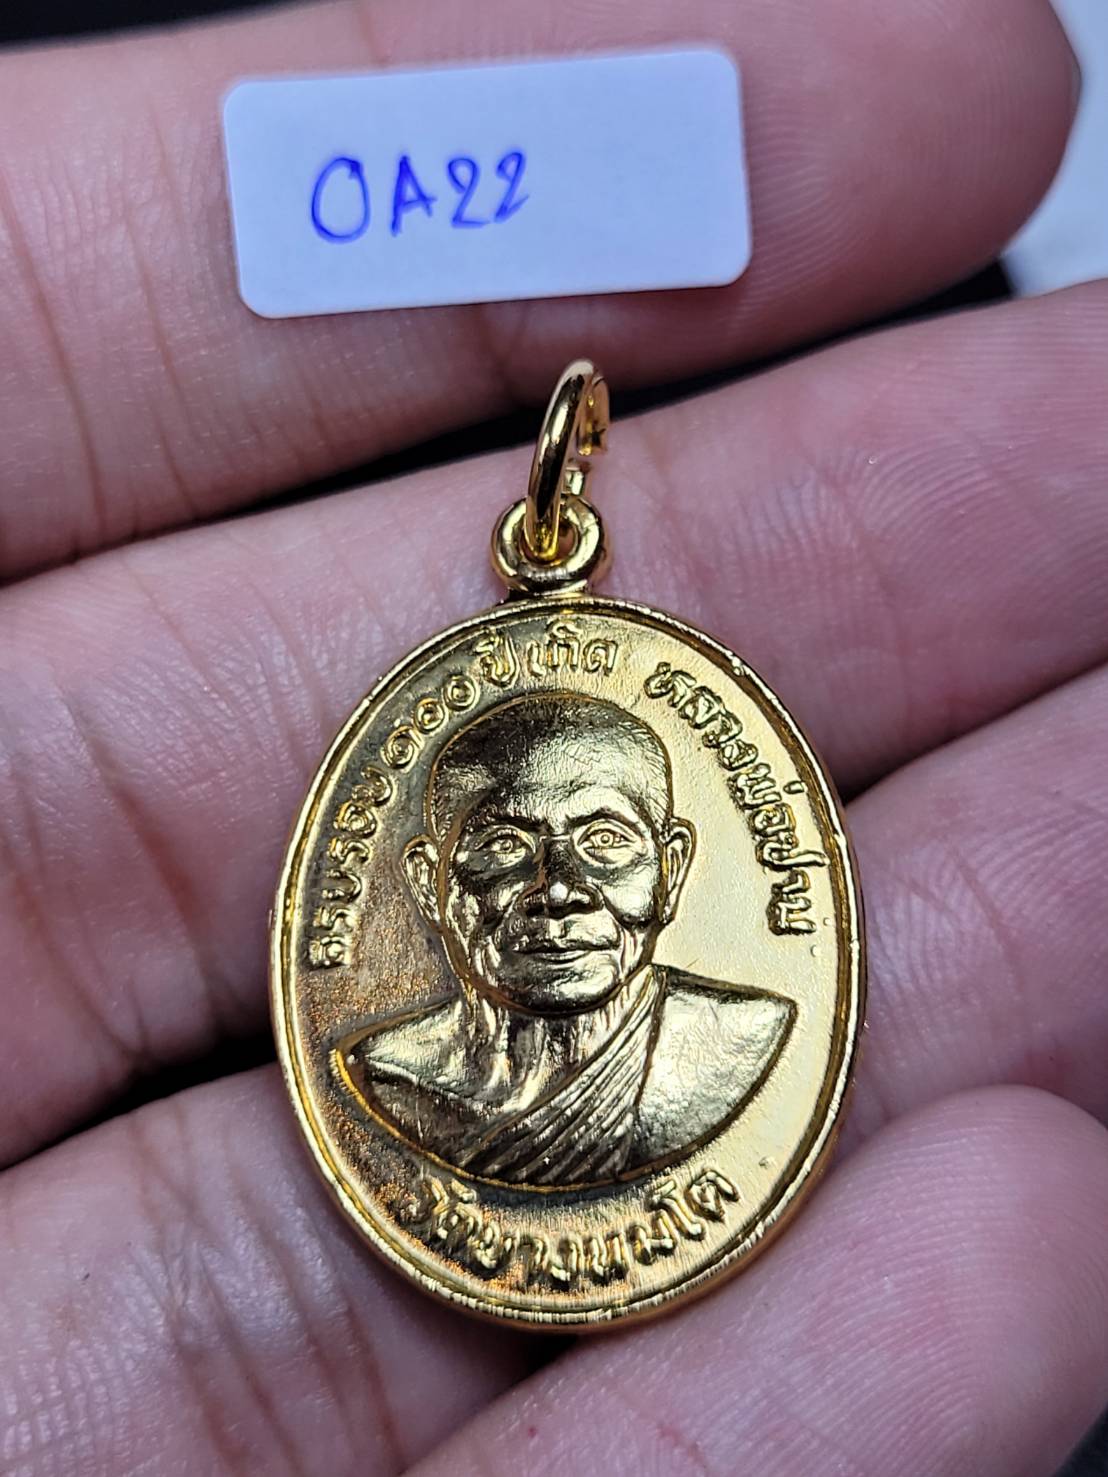 OA22
ครบรอบ ๑๐๐ ปี เกิด หลวงพ่อปาน
วัดบางนมโค